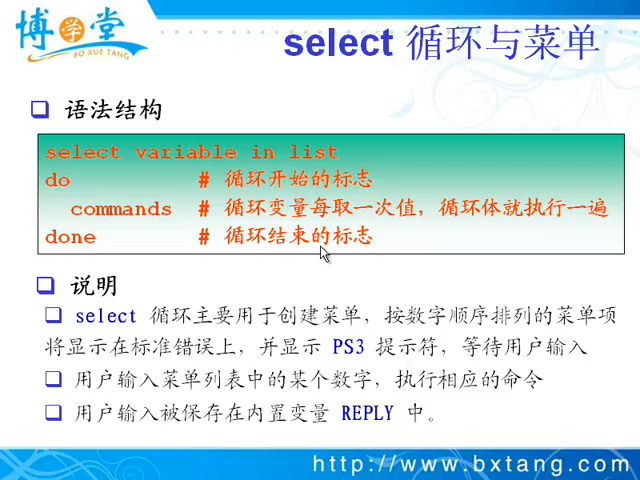 博学堂
BO XUE TANG
select 循环与菜单
语法结构
select variable in list
do # 循环开始的标志
commands # 循环变量每取一次值，循环体就执行一遍
done # 循环结束的标志
说明
select 循环主要用于创建菜单，按数字顺序排列的菜单项
将显示在标准错误上，并显示 PS3 提示符，等待用户输入
用户输入菜单列表中的某个数字，执行相应的命令
用户输入被保存在内置变量 REPLY 中。
http://www.bxtang.com